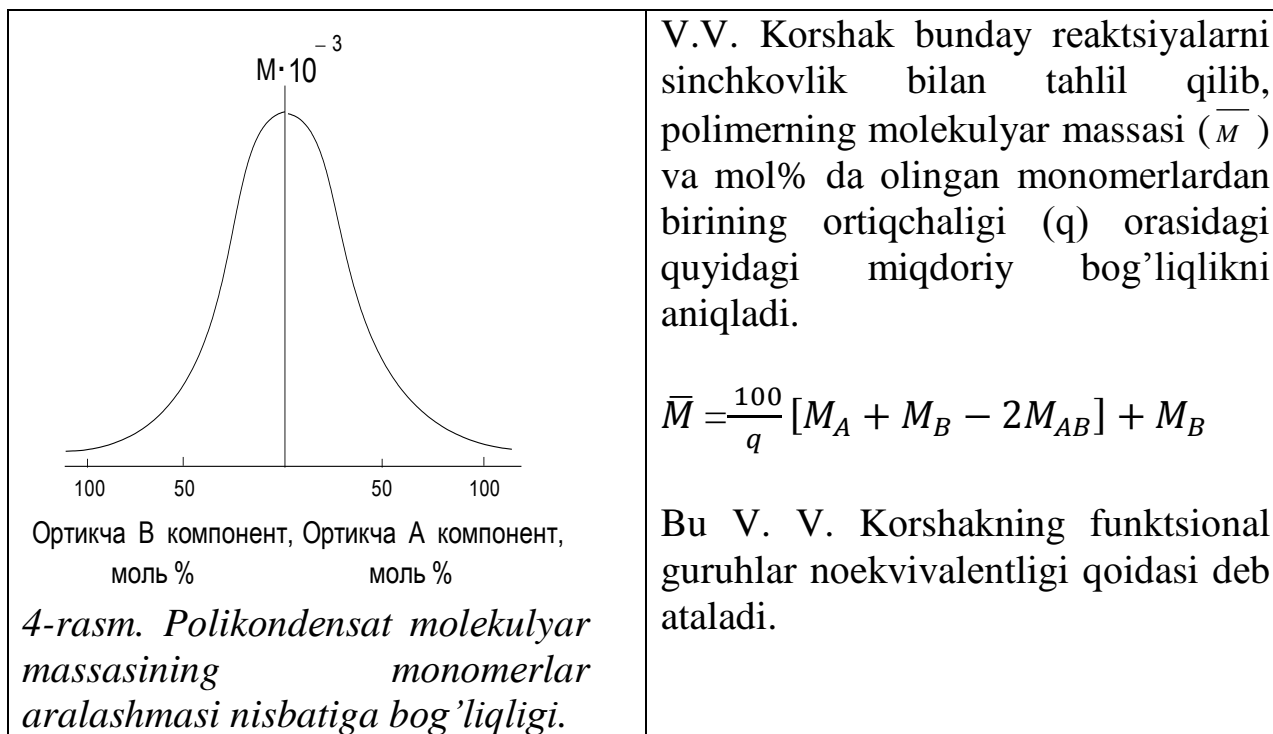 M·10⁻³
100 50 50 100
Ортикча В компонент, Ортикча А компонент,
моль % моль %
4-rasm. Polikondensat molekulyar
massasining monomerlar
aralashmasi nisbatiga bog’liqligi.
V.V. Korshak bunday reaktsiyalarni
sinchkovlik bilan tahlil qilib,
polimerning molekulyar massasi (M̅)
va mol% da olingan monomerlardan
birining ortiqchaligi (q) orasidagi
quyidagi miqdoriy bog’liqlikni
aniqladi.
M̅ = 100/q [M_A + M_B − 2M_AB] + M_B
Bu V. V. Korshakning funktsional
guruhlar noekvivalentligi qoidasi deb
ataladi.